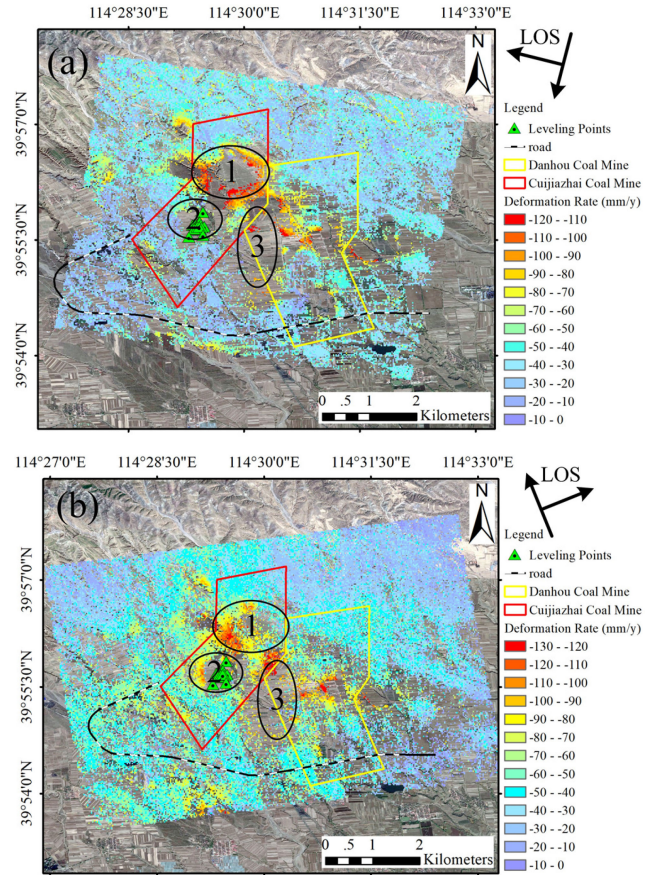 114°28'30"E 114°30'0"E 114°31'30"E 114°33'0"E
(a)
N
LOS
39°57'0"N
39°55'30"N
39°54'0"N
1
2
3
Legend
Leveling Points
road
Danhou Coal Mine
Cuijiazhai Coal Mine
Deformation Rate (mm/y)
-120 - -110
-110 - -100
-100 - -90
-90 - -80
-80 - -70
-70 - -60
-60 - -50
-50 - -40
-40 - -30
-30 - -20
-20 - -10
-10 - 0
0 .5 1 2
Kilometers
114°27'0"E 114°28'30"E 114°30'0"E 114°31'30"E 114°33'0"E
(b)
N
LOS
39°57'0"N
39°55'30"N
39°54'0"N
1
2
3
Legend
Leveling Points
road
Danhou Coal Mine
Cuijiazhai Coal Mine
Deformation Rate (mm/y)
-130 - -120
-120 - -110
-110 - -100
-100 - -90
-90 - -80
-80 - -70
-70 - -60
-60 - -50
-50 - -40
-40 - -30
-30 - -20
-20 - -10
-10 - 0
0 .5 1 2
Kilometers